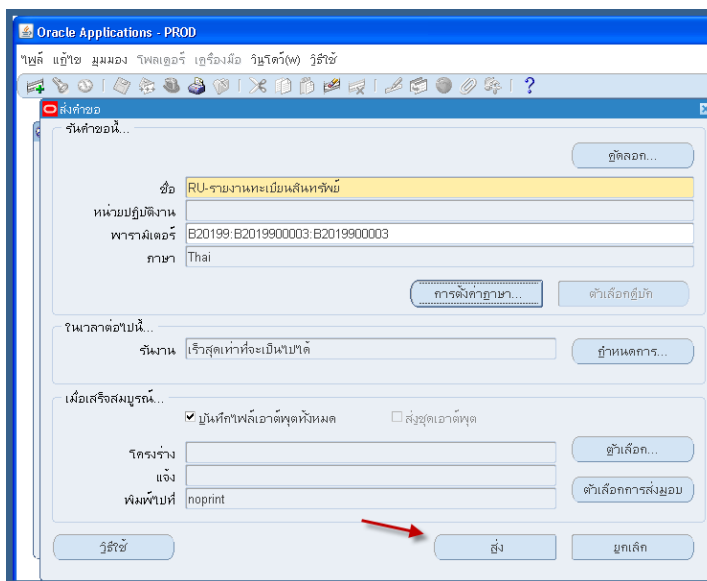 Oracle Applications - PROD
ไฟล์ แก้ไข มุมมอง โฟลเดอร์ เครื่องมือ วินโดว์(w) วิธีใช้
ส่งคำขอ
รันคำขอนี้...
คัดลอก...
ชื่อ RU-รายงานทะเบียนสินทรัพย์
หน่วยปฏิบัติงาน
พารามิเตอร์ B20199:B2019900003:B2019900003
ภาษา Thai
การตั้งค่าภาษา... ตัวเลือกดีบัก
ในเวลาต่อไปนี้...
รันงาน เร็วสุดเท่าที่จะเป็นไปได้ กำหนดการ...
เมื่อเสร็จสมบูรณ์...
บันทึกไฟล์เอาต์พุตทั้งหมด ส่งชุดเอาต์พุต
โครงร่าง ตัวเลือก...
แจ้ง
ตัวเลือกการส่งมอบ
พิมพ์ไปที่ noprint
วิธีใช้ ส่ง ยกเลิก